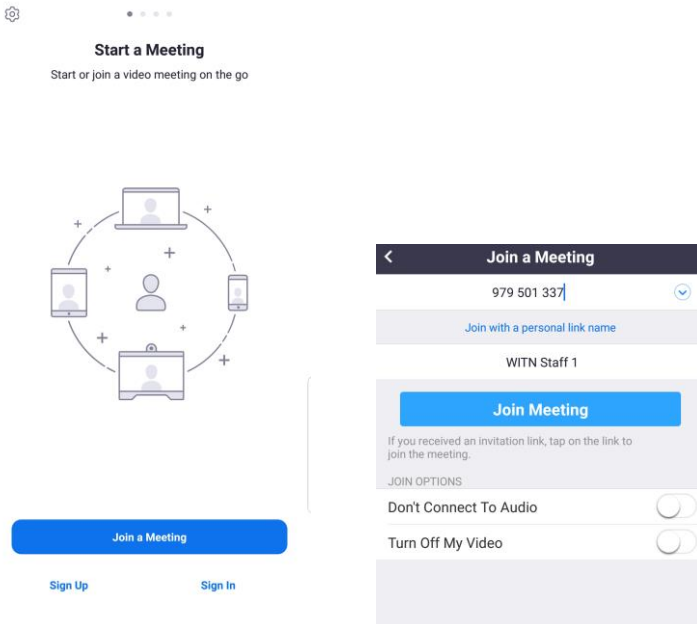 Start a Meeting
Start or join a video meeting on the go
Join a Meeting
Sign Up
Sign In
Join a Meeting
979 501 337
Join with a personal link name
WITN Staff 1
Join Meeting
If you received an invitation link, tap on the link to
join the meeting.
JOIN OPTIONS
Don't Connect To Audio
Turn Off My Video